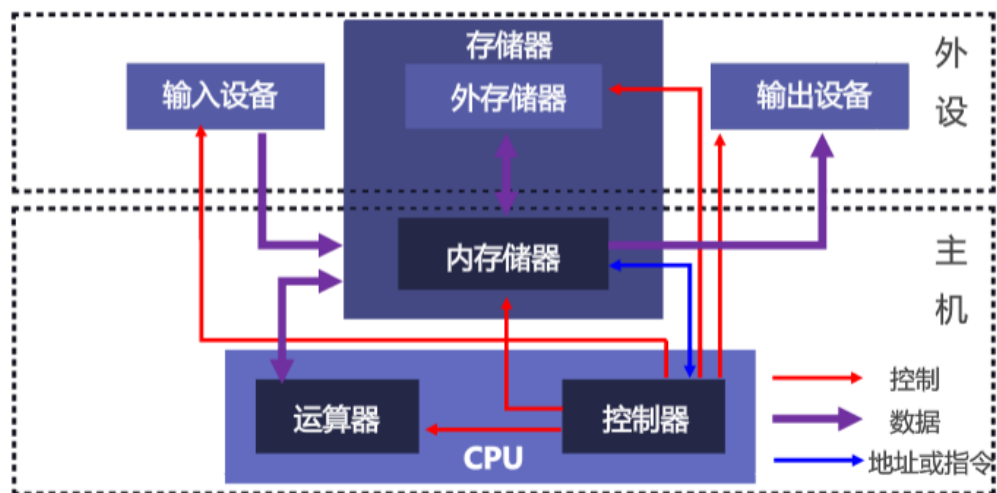 存储器
外
设
输入设备
外存储器
输出设备
内存储器
主
机
运算器
控制器
CPU
控制
数据
地址或指令